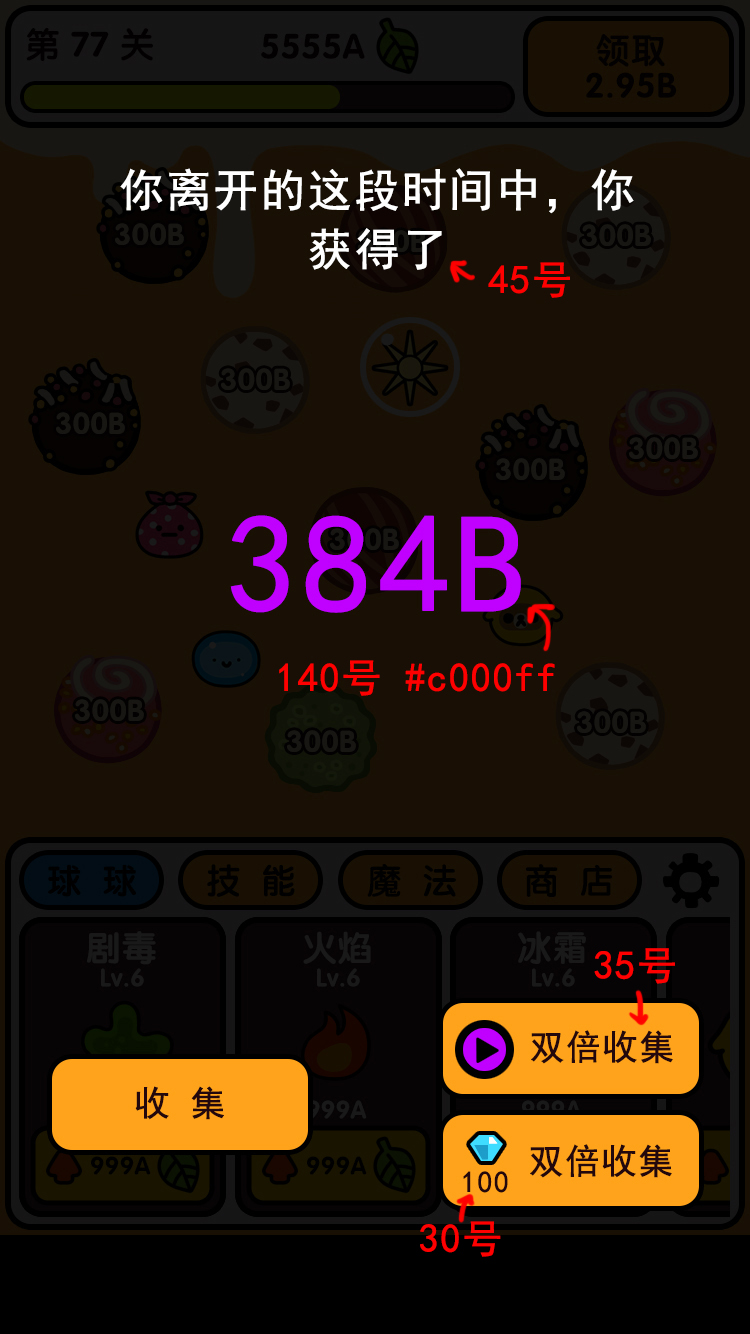 第 77 关
5555A
领取
2.95B
你离开的这段时间中，你
获得了
45号
300B
300B
300B
300B
300B
300B
300B
384B
140号 #c000ff
300B
300B
300B
球 球
技 能
魔 法
商 店
剧毒
Lv.6
火焰
Lv.6
冰霜
Lv.6
35号
双倍收集
收 集
999A
999A
双倍收集
100
999A
999A
30号